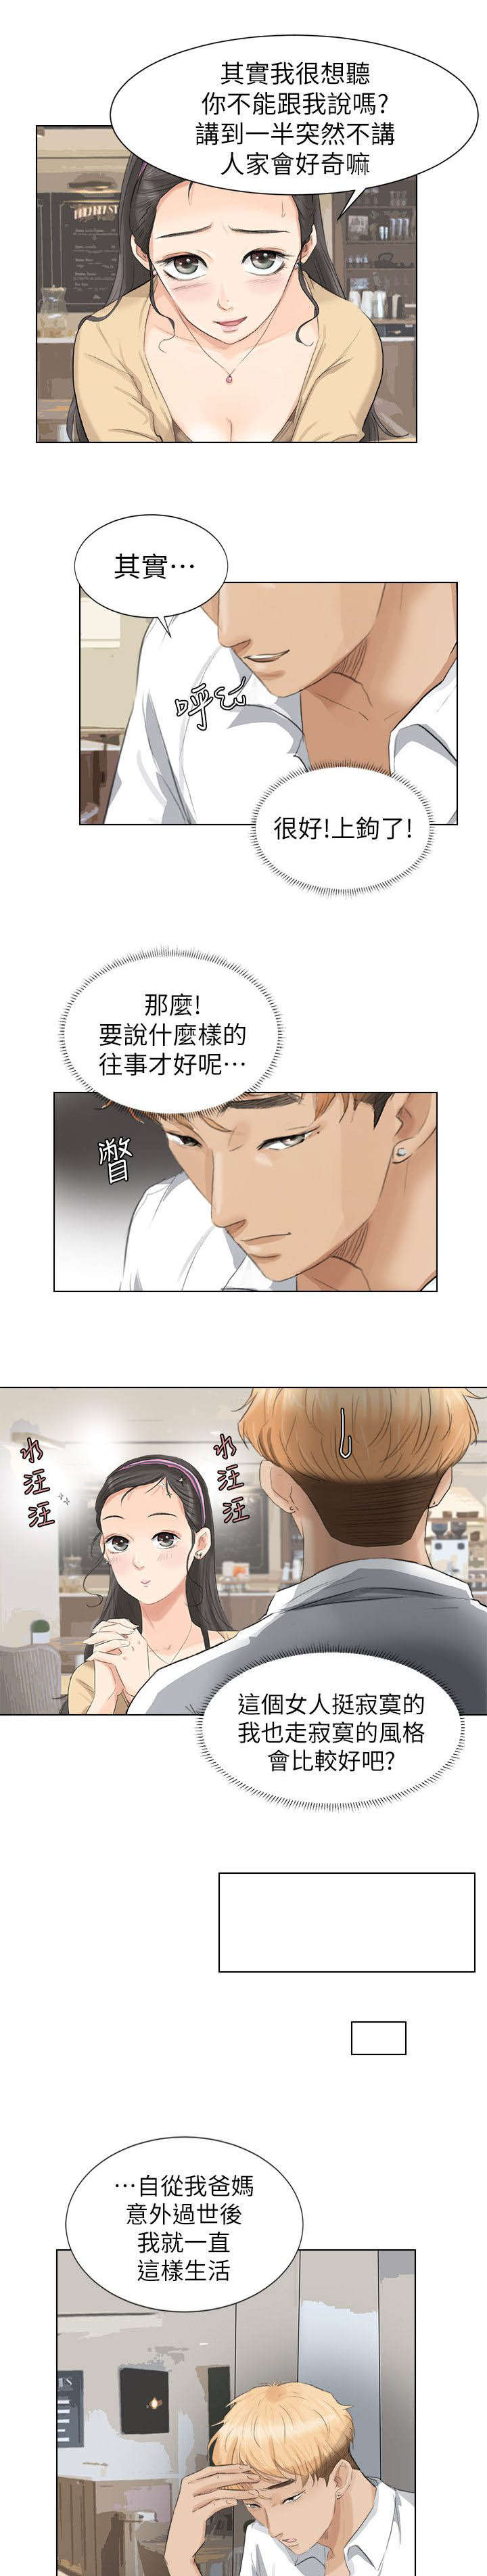 其實我很想聽
你不能跟我說嗎?
講到一半突然不講
人家會好奇嘛
其實…
呼
很好!上鉤了!
那麼!
要說什麼樣的
往事才好呢…
瞥
水汪汪
水汪汪
這個女人挺寂寞的
我也走寂寞的風格
會比較好吧?
…自從我爸媽
意外過世後
我就一直
這樣生活